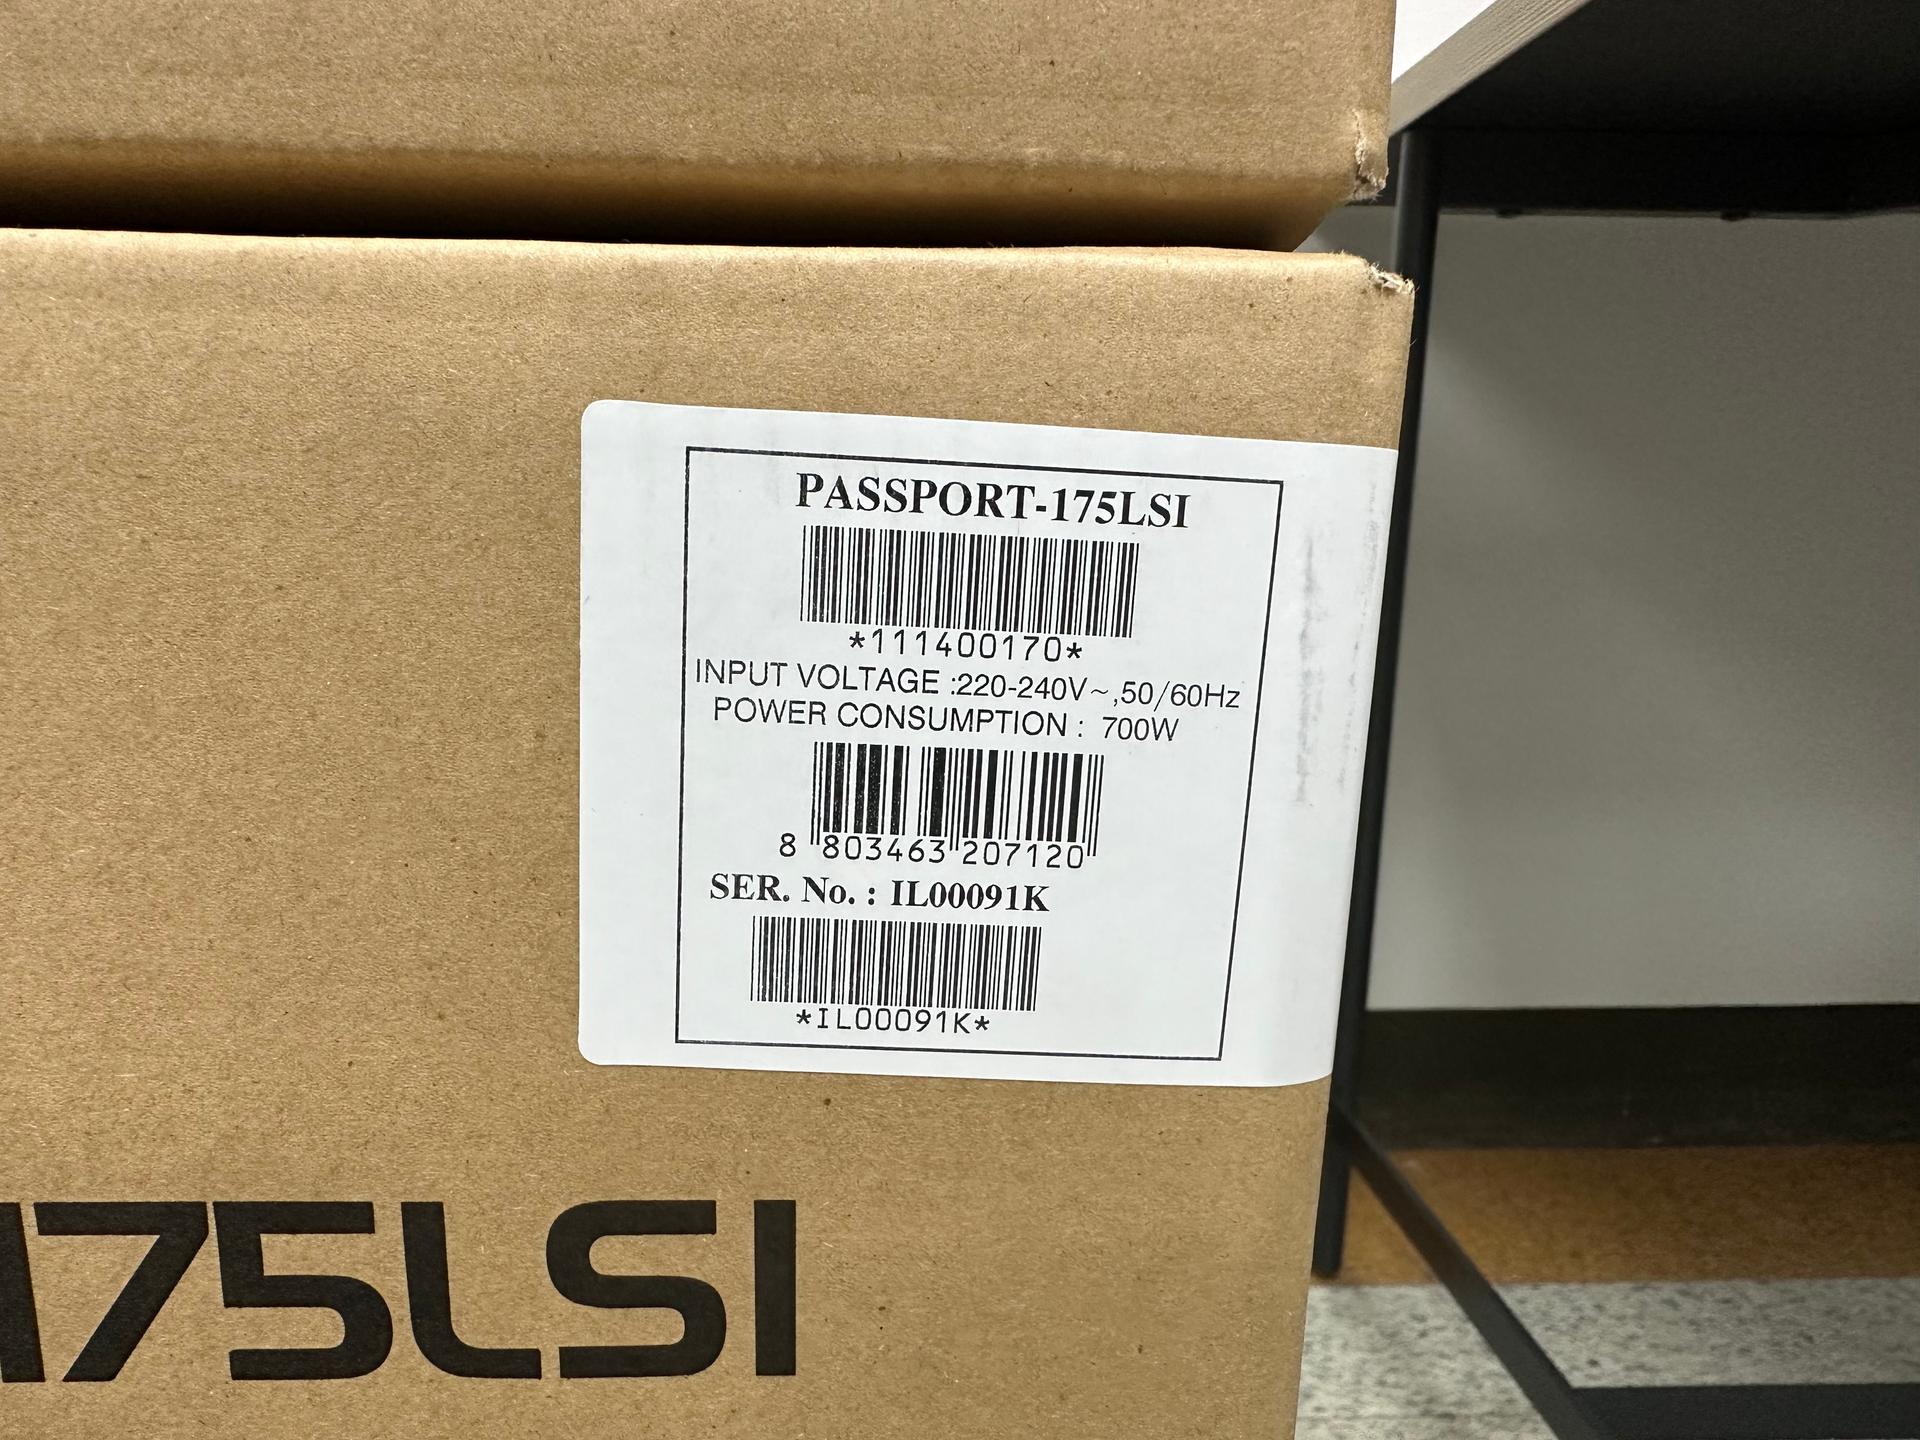 PASSPORT-175LSI
*111400170*
INPUT VOLTAGE :220-240V~,50/60Hz
POWER CONSUMPTION : 700W
8 803463 207120
SER. No. : IL00091K
*IL00091K*
175LSI